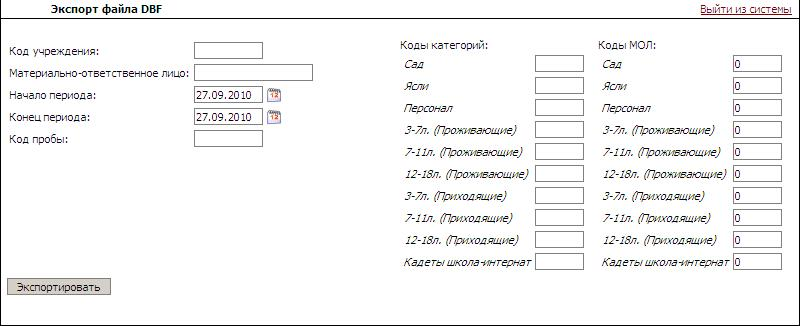 Экспорт файла DBF Выйти из системы
Код учреждения:
Материально-ответственное лицо:
Начало периода: 27.09.2010 12
Конец периода: 27.09.2010 12
Код пробы:
Экспортировать
Коды категорий:
Сад
Ясли
Персонал
3-7л. (Проживающие)
7-11л. (Проживающие)
12-18л. (Проживающие)
3-7л. (Приходящие)
7-11л. (Приходящие)
12-18л. (Приходящие)
Кадеты школа-интернат
Коды МОЛ:
Сад 0
Ясли 0
Персонал 0
3-7л. (Проживающие) 0
7-11л. (Проживающие) 0
12-18л. (Проживающие) 0
3-7л. (Приходящие) 0
7-11л. (Приходящие) 0
12-18л. (Приходящие) 0
Кадеты школа-интернат 0